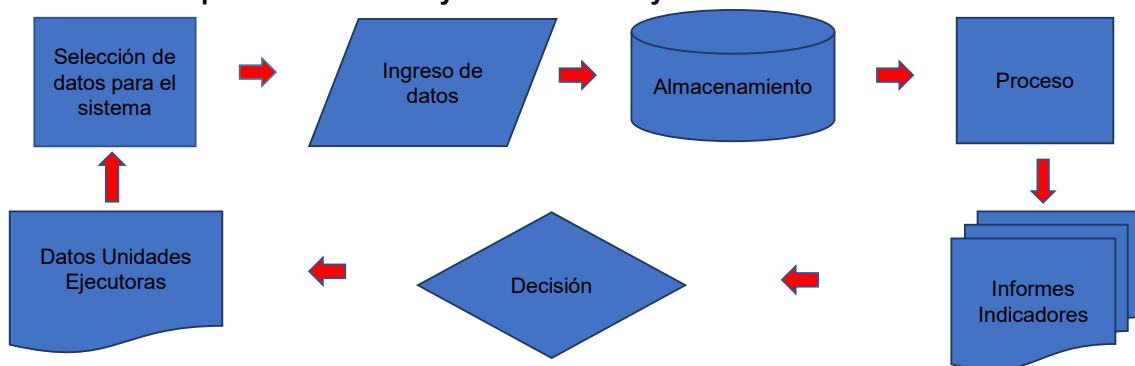 Selección de
datos para el
sistema
Ingreso de
datos
Almacenamiento
Proceso
Datos Unidades
Ejecutoras
Decisión
Informes
Indicadores